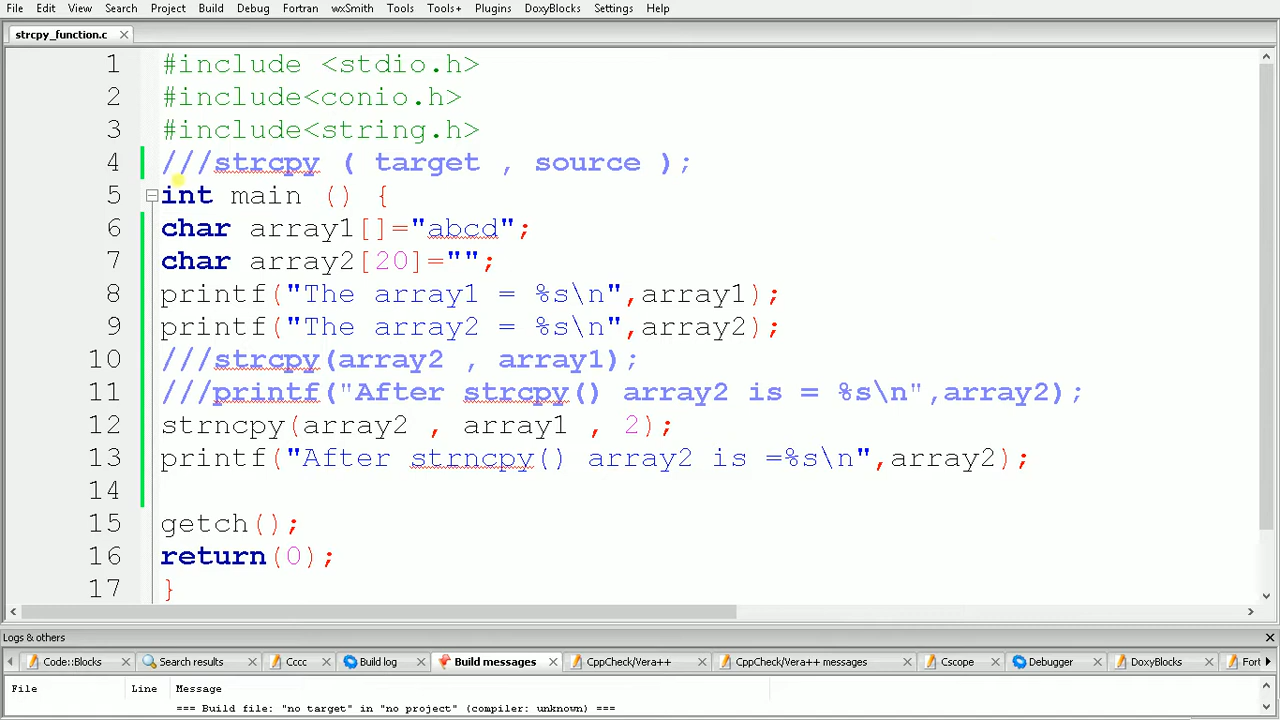 File Edit View Search Project Build Debug Fortran wxSmith Tools Tools+ Plugins DoxyBlocks Settings Help
strcpy_function.c
1 #include <stdio.h>
2 #include<conio.h>
3 #include<string.h>
4 ///strcpy ( target , source );
5 int main () {
6 char array1[]="abcd";
7 char array2[20]="";
8 printf("The array1 = %s\n",array1);
9 printf("The array2 = %s\n",array2);
10 ///strcpy(array2 , array1);
11 ///printf("After strcpy() array2 is = %s\n",array2);
12 strncpy(array2 , array1 , 2);
13 printf("After strncpy() array2 is =%s\n",array2);
14
15 getch();
16 return(0);
17 }
Logs & others
Code::Blocks Search results Cccc Build log Build messages CppCheck/Vera++ CppCheck/Vera++ messages Cscope Debugger DoxyBlocks Fort
File Line Message
=== Build file: "no target" in "no project" (compiler: unknown) ===